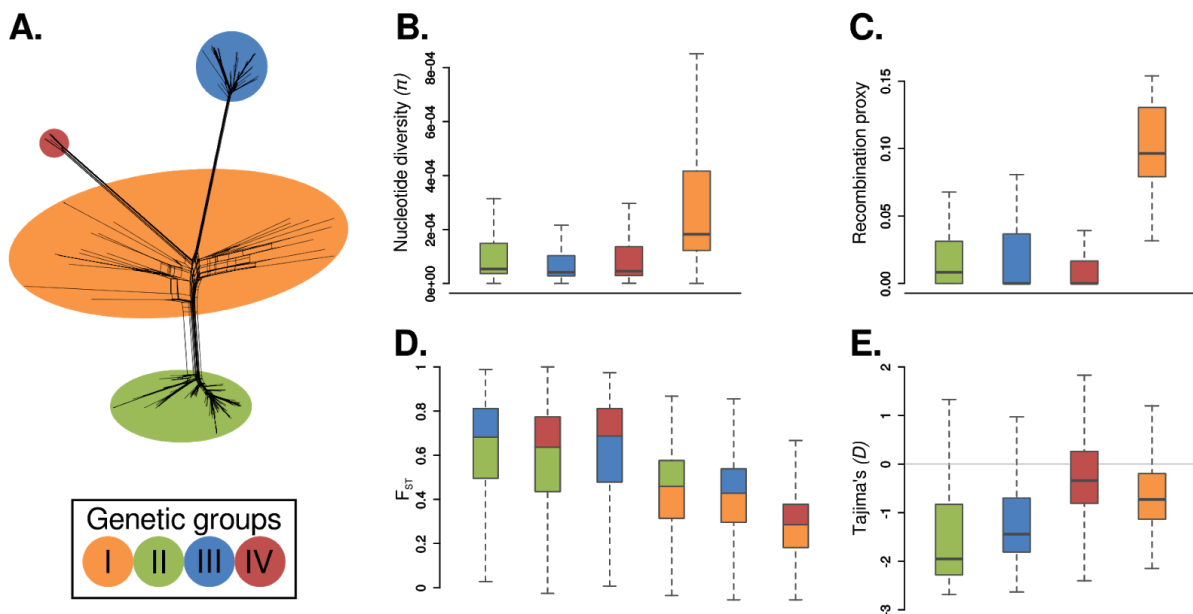 A.
Genetic groups
I II III IV
B.
Nucleotide diversity (π)
8e-04
6e-04
4e-04
2e-04
0e+00
C.
Recombination proxy
0.15
0.10
0.05
0.00
D.
FST
1
0.8
0.6
0.4
0.2
0
E.
Tajima's (D)
2
1
0
-1
-2
-3